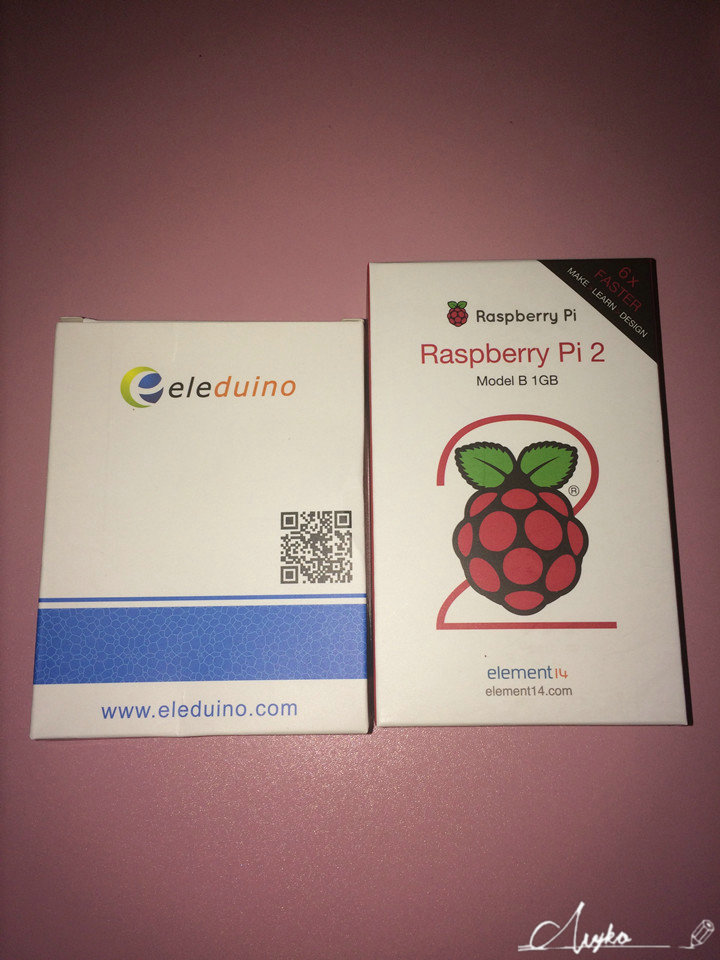 eleduino
www.eleduino.com
6X
FASTER
MAKE LEARN DESIGN
Raspberry Pi
Raspberry Pi 2
Model B 1GB
2
®
element14
element14.com